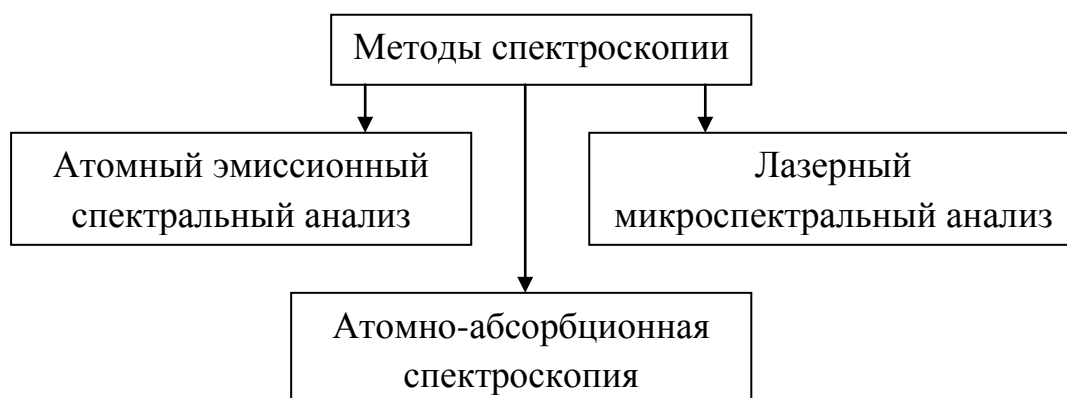 Методы спектроскопии
Атомный эмиссионный
спектральный анализ
Лазерный
микроспектральный анализ
Атомно-абсорбционная
спектроскопия